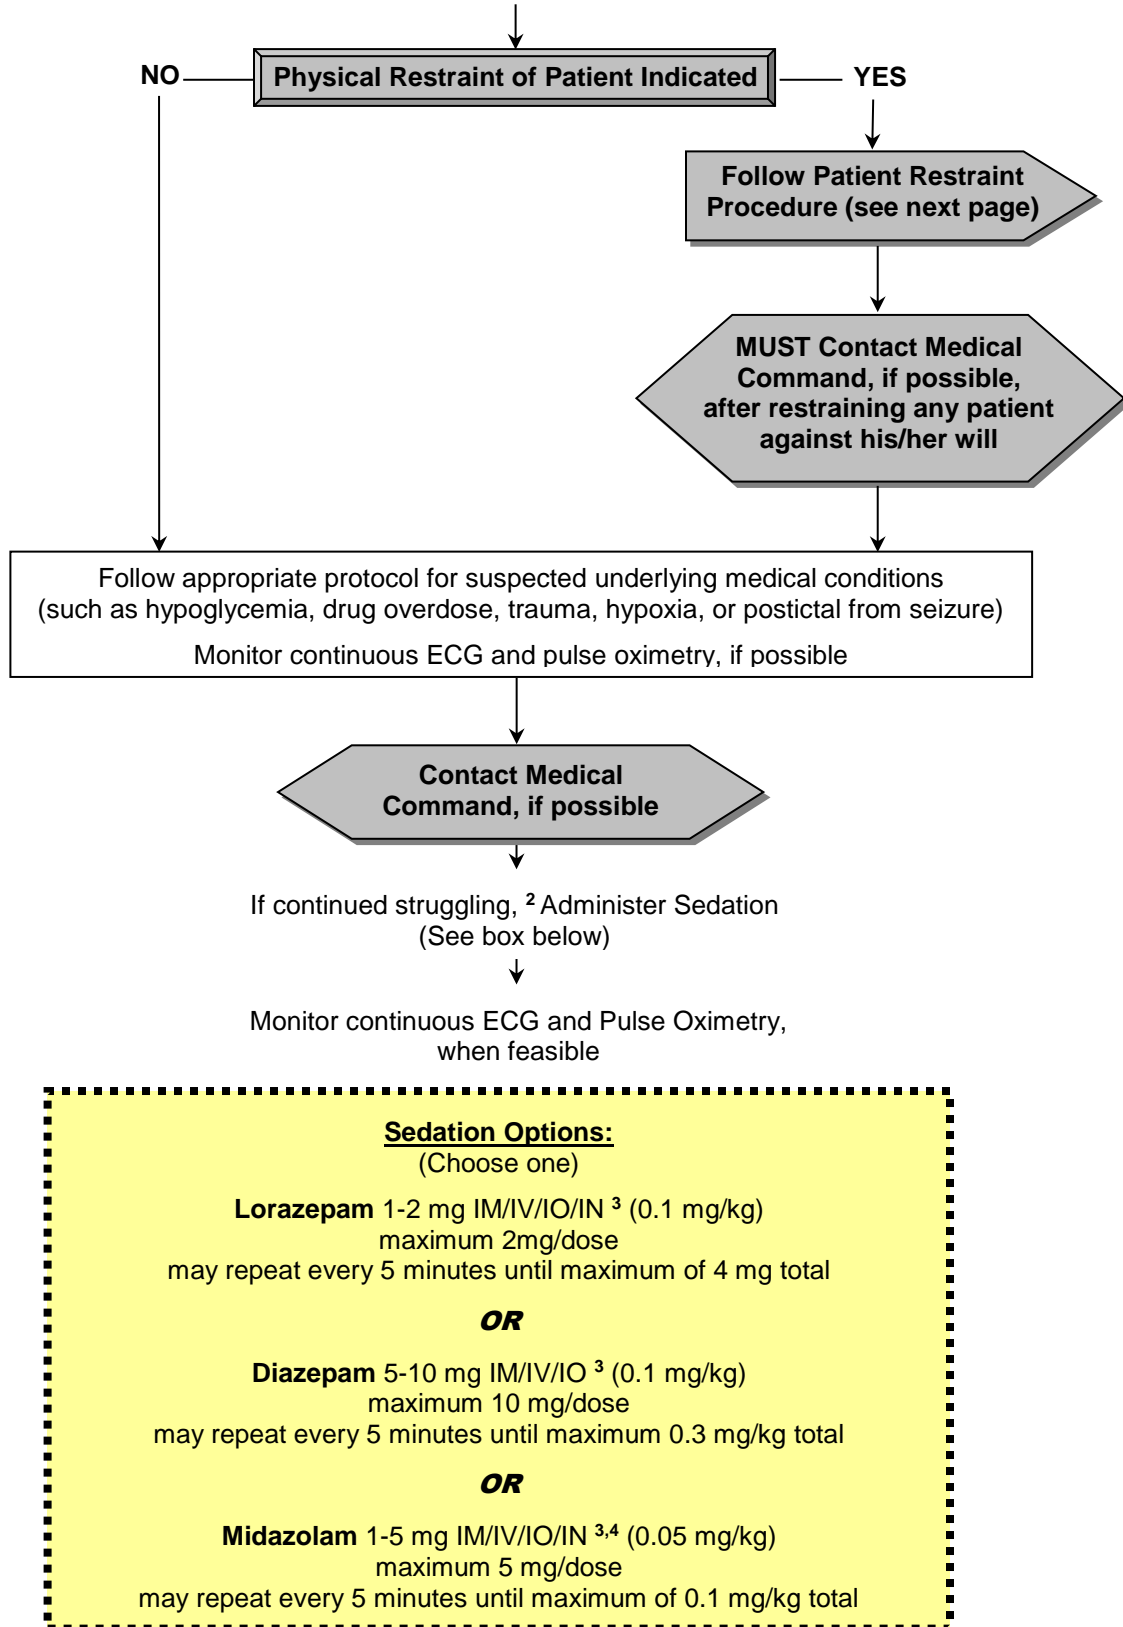 NO
Physical Restraint of Patient Indicated
YES
Follow Patient Restraint
Procedure (see next page)
MUST Contact Medical
Command, if possible,
after restraining any patient
against his/her will
Follow appropriate protocol for suspected underlying medical conditions
(such as hypoglycemia, drug overdose, trauma, hypoxia, or postictal from seizure)
Monitor continuous ECG and pulse oximetry, if possible
Contact Medical
Command, if possible
If continued struggling, ² Administer Sedation
(See box below)
Monitor continuous ECG and Pulse Oximetry,
when feasible
Sedation Options:
(Choose one)
Lorazepam 1-2 mg IM/IV/IO/IN ³ (0.1 mg/kg)
maximum 2mg/dose
may repeat every 5 minutes until maximum of 4 mg total
OR
Diazepam 5-10 mg IM/IV/IO ³ (0.1 mg/kg)
maximum 10 mg/dose
may repeat every 5 minutes until maximum 0.3 mg/kg total
OR
Midazolam 1-5 mg IM/IV/IO/IN ³,⁴ (0.05 mg/kg)
maximum 5 mg/dose
may repeat every 5 minutes until maximum of 0.1 mg/kg total